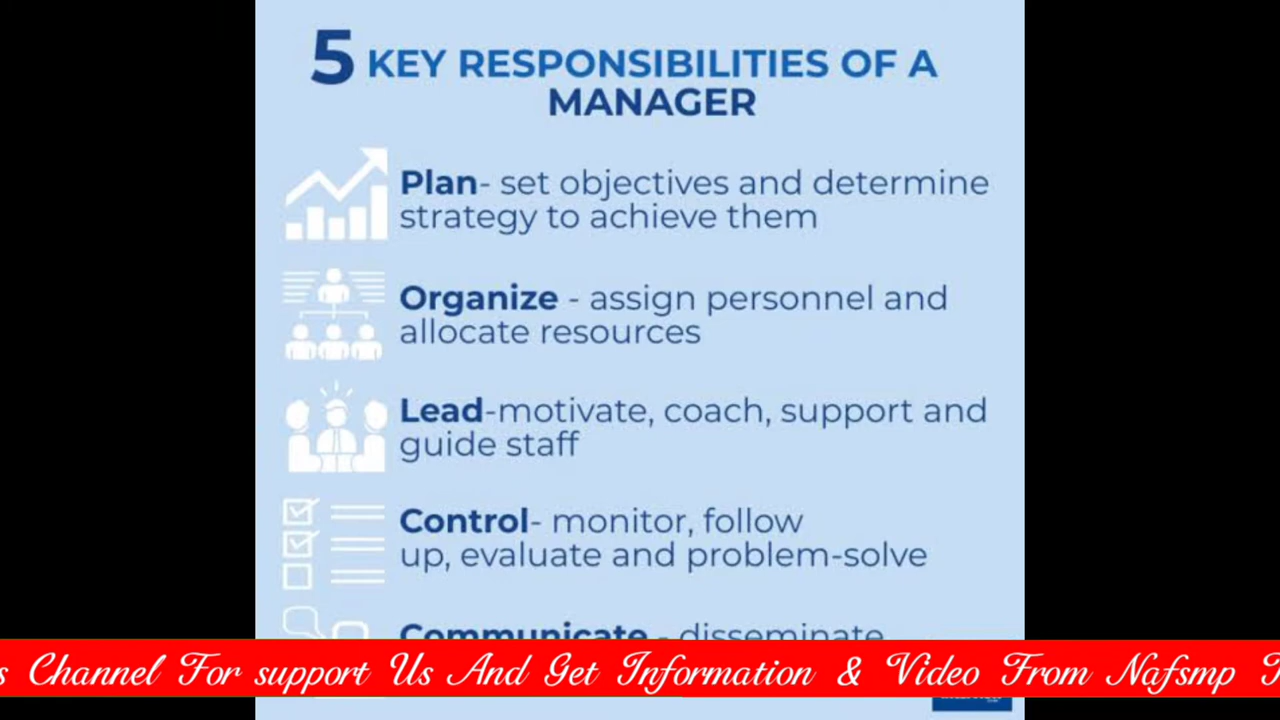 5 KEY RESPONSIBILITIES OF A
MANAGER
Plan- set objectives and determine
strategy to achieve them
Organize - assign personnel and
allocate resources
Lead-motivate, coach, support and
guide staff
Control- monitor, follow
up, evaluate and problem-solve
Communicate - disseminate
Channel For support Us And Get Information & Video From Nafsmp